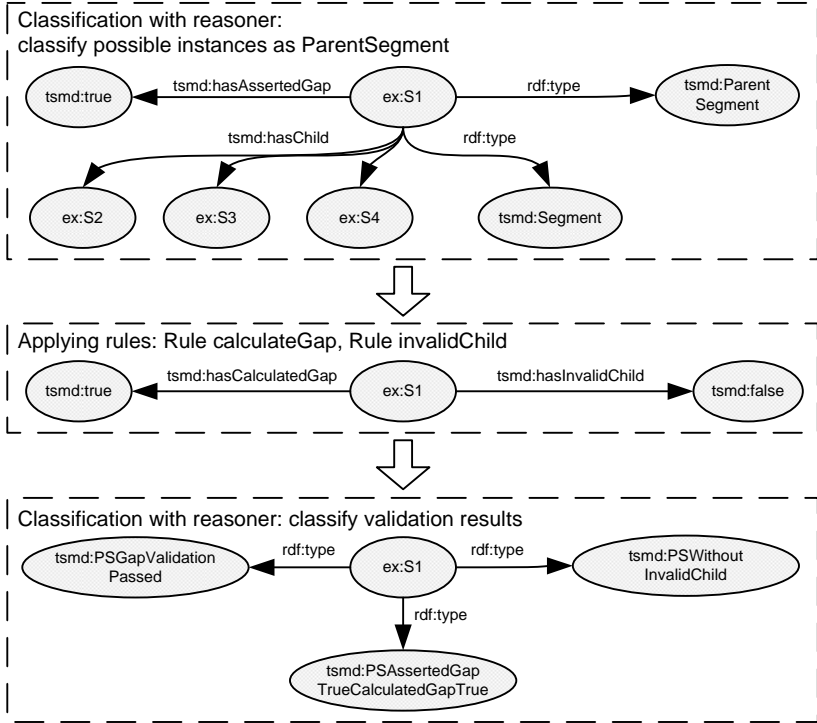 Classification with reasoner:
classify possible instances as ParentSegment
tsmd:true
tsmd:hasAssertedGap
ex:S1
rdf:type
tsmd:Parent
Segment
tsmd:hasChild
rdf:type
ex:S2
ex:S3
ex:S4
tsmd:Segment
Applying rules: Rule calculateGap, Rule invalidChild
tsmd:true
tsmd:hasCalculatedGap
ex:S1
tsmd:hasInvalidChild
tsmd:false
Classification with reasoner: classify validation results
tsmd:PSGapValidation
Passed
rdf:type
ex:S1
rdf:type
tsmd:PSWithout
InvalidChild
rdf:type
tsmd:PSAssertedGap
TrueCalculatedGapTrue